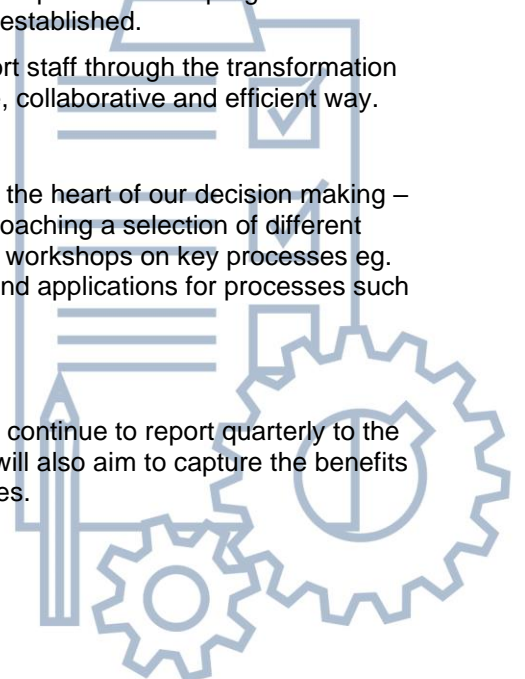 established.
ort staff through the transformation
, collaborative and efficient way.
the heart of our decision making –
oaching a selection of different
workshops on key processes eg.
nd applications for processes such
continue to report quarterly to the
will also aim to capture the benefits
es.